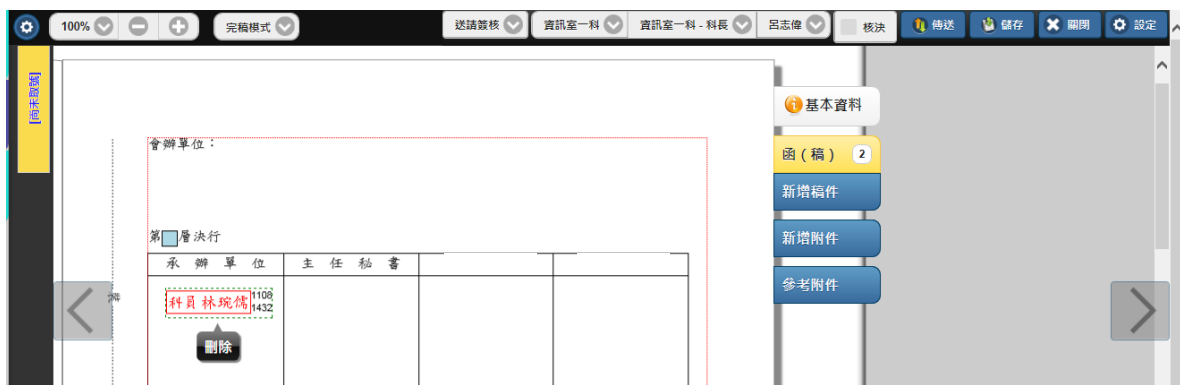 100%
完稿模式
送請簽核
資訊室一科
資訊室一科 - 科長
呂志偉
核決
傳送
儲存
關閉
設定
[尚未取號]
基本資料
函(稿) 2
新增稿件
新增附件
參考附件
會辦單位:
第 層決行
承辦單位
主任秘書
科員林琬儒
1108
1432
刪除